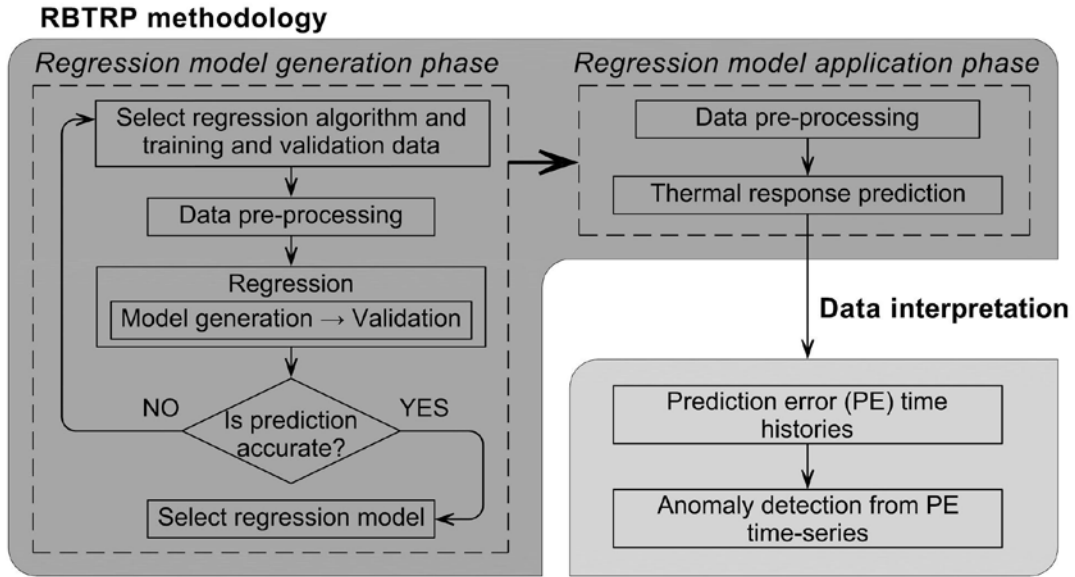 RBTRP methodology
Regression model generation phase
Select regression algorithm and
training and validation data
Data pre-processing
Regression
Model generation → Validation
Is prediction
accurate?
NO
YES
Select regression model
Regression model application phase
Data pre-processing
Thermal response prediction
Data interpretation
Prediction error (PE) time
histories
Anomaly detection from PE
time-series